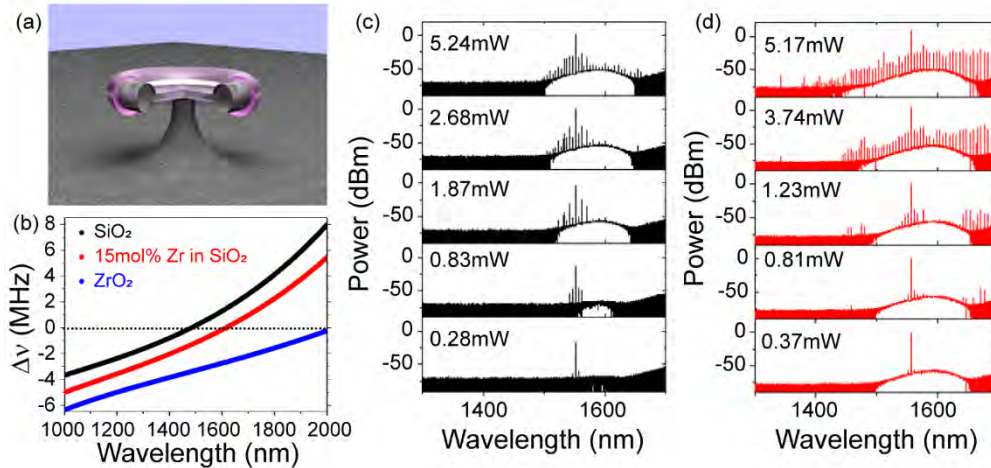 (a)
(b)
SiO₂
15mol% Zr in SiO₂
ZrO₂
Δν (MHz)
8
6
4
2
0
-2
-4
-6
1000 1200 1400 1600 1800 2000
Wavelength (nm)
(c)
Power (dBm)
0
-50
5.24mW
0
-50
2.68mW
0
-50
1.87mW
0
-50
0.83mW
0
-50
0.28mW
1400 1600
Wavelength (nm)
(d)
Power (dBm)
0
-50
5.17mW
0
-50
3.74mW
0
-50
1.23mW
0
-50
0.81mW
0
-50
0.37mW
1400 1600
Wavelength (nm)